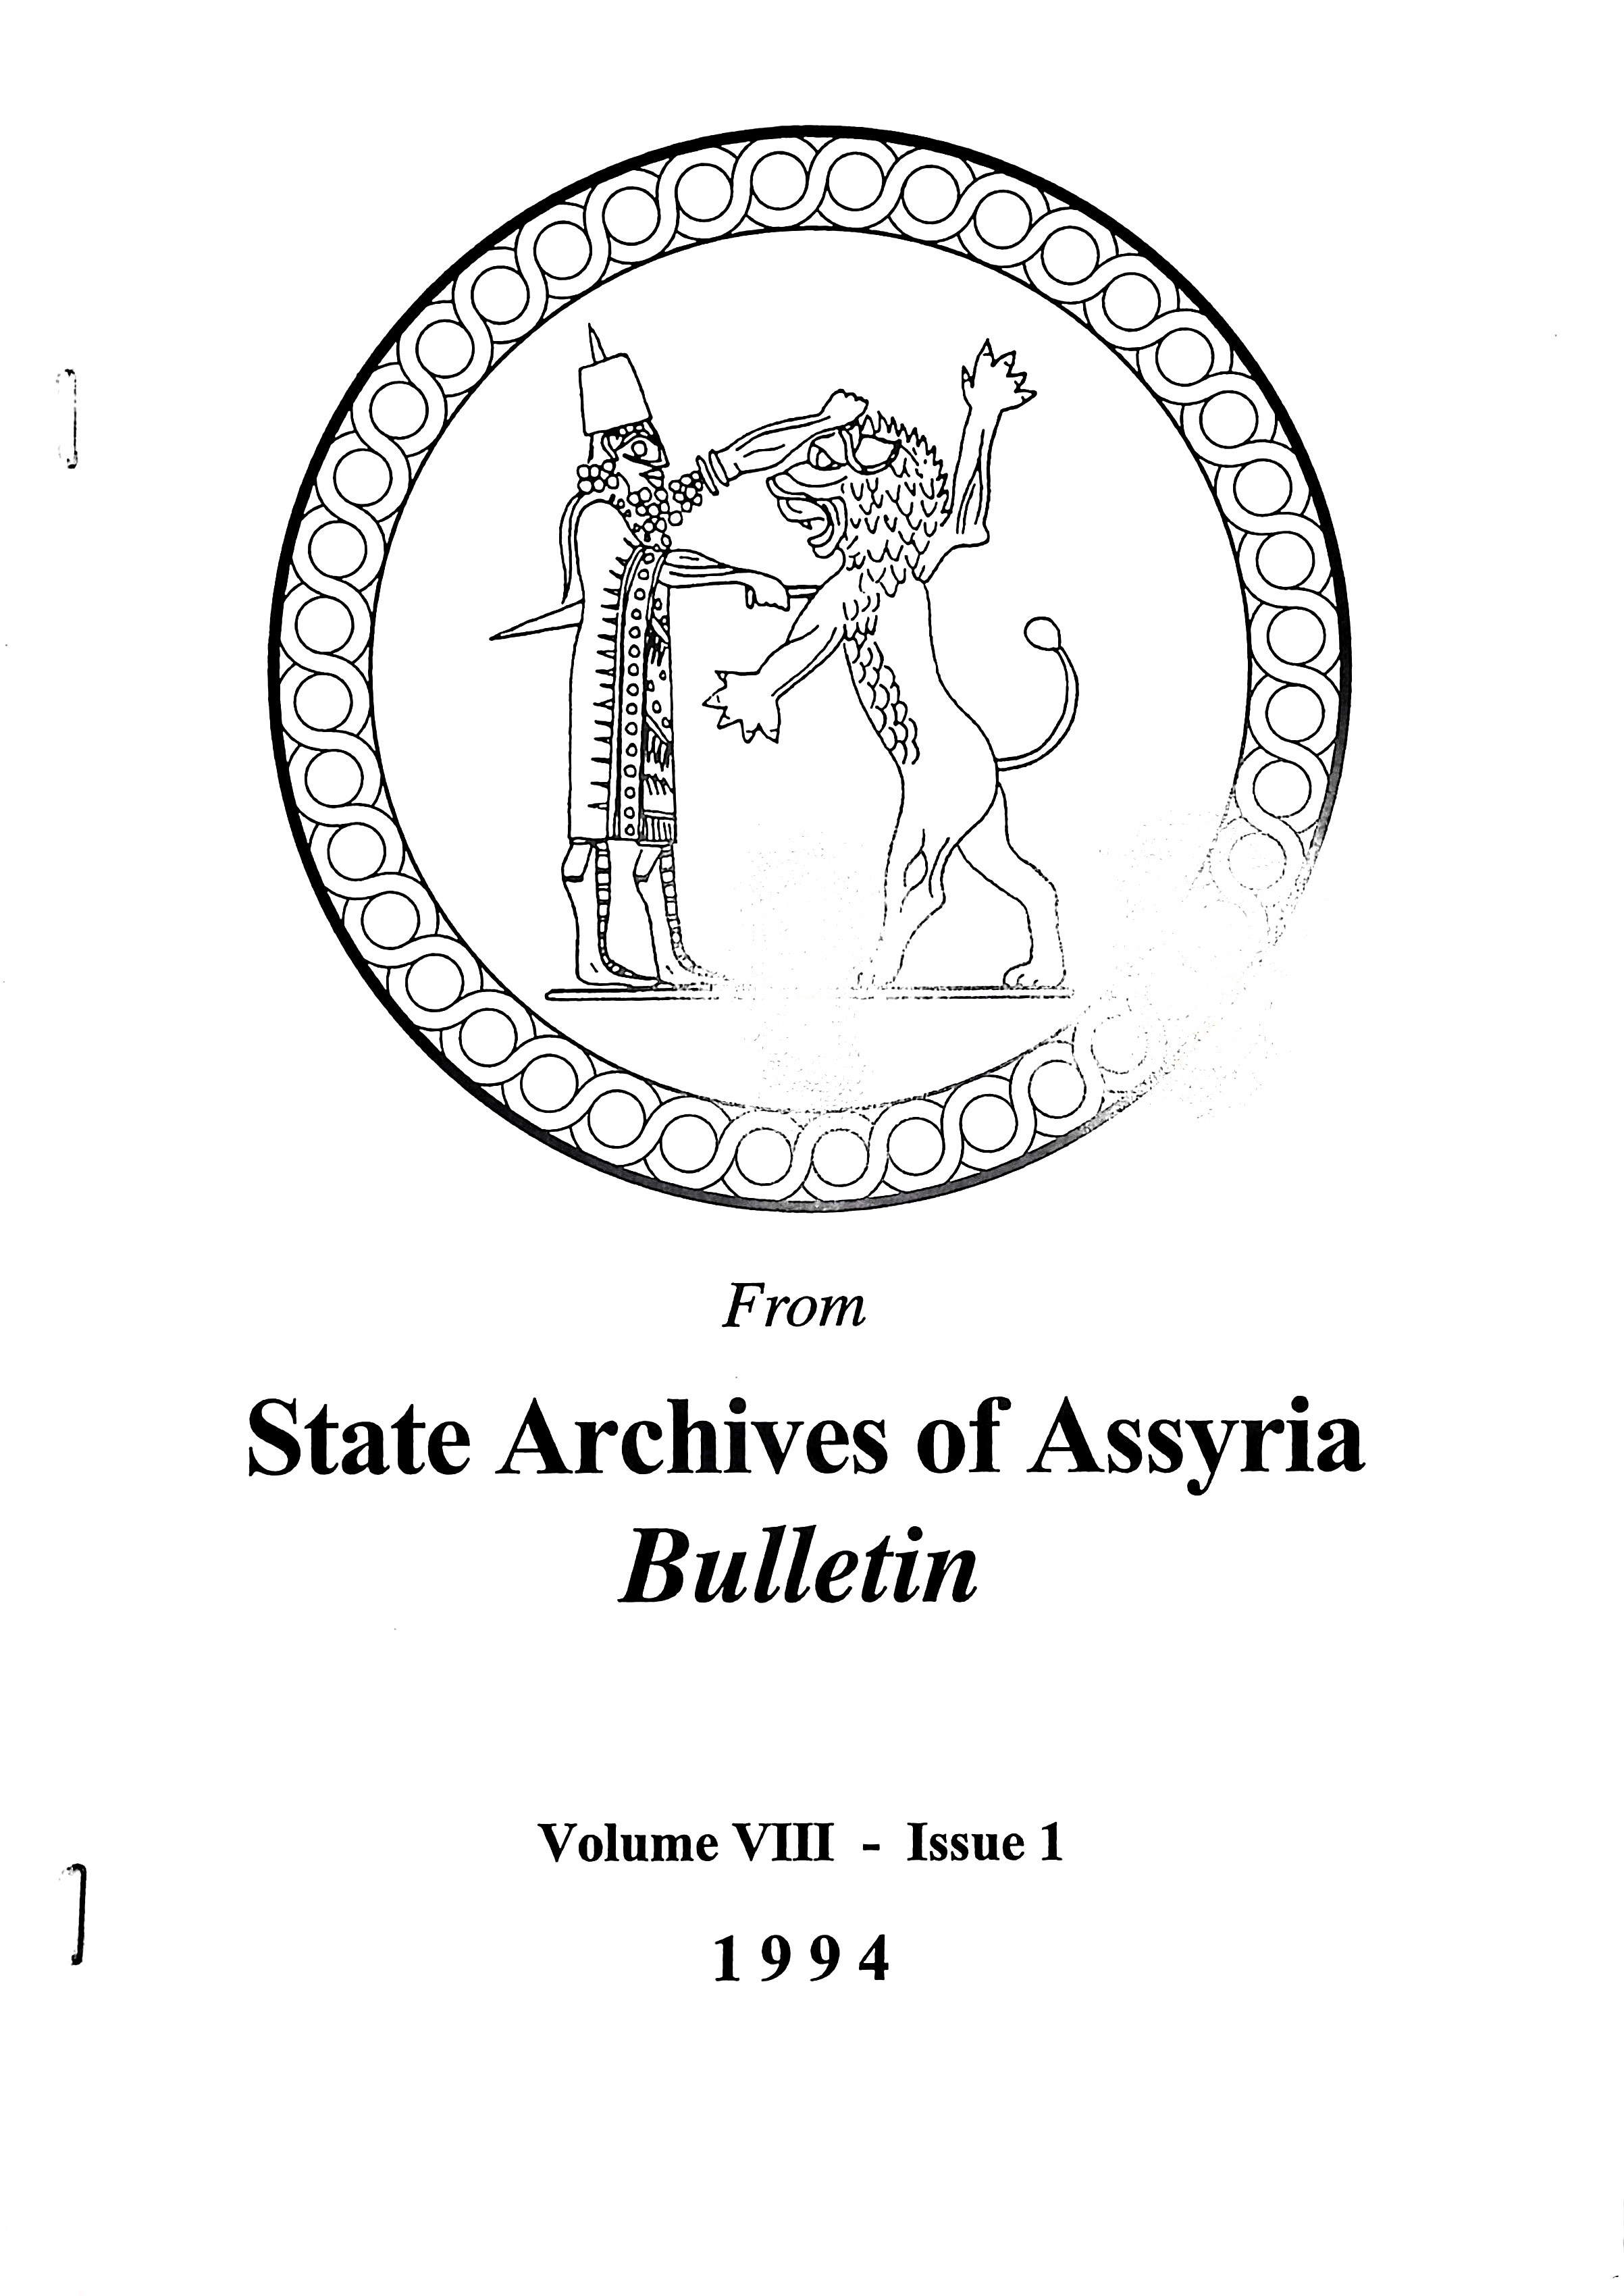 From
State Archives of Assyria
Bulletin
Volume VIII - Issue 1
1994